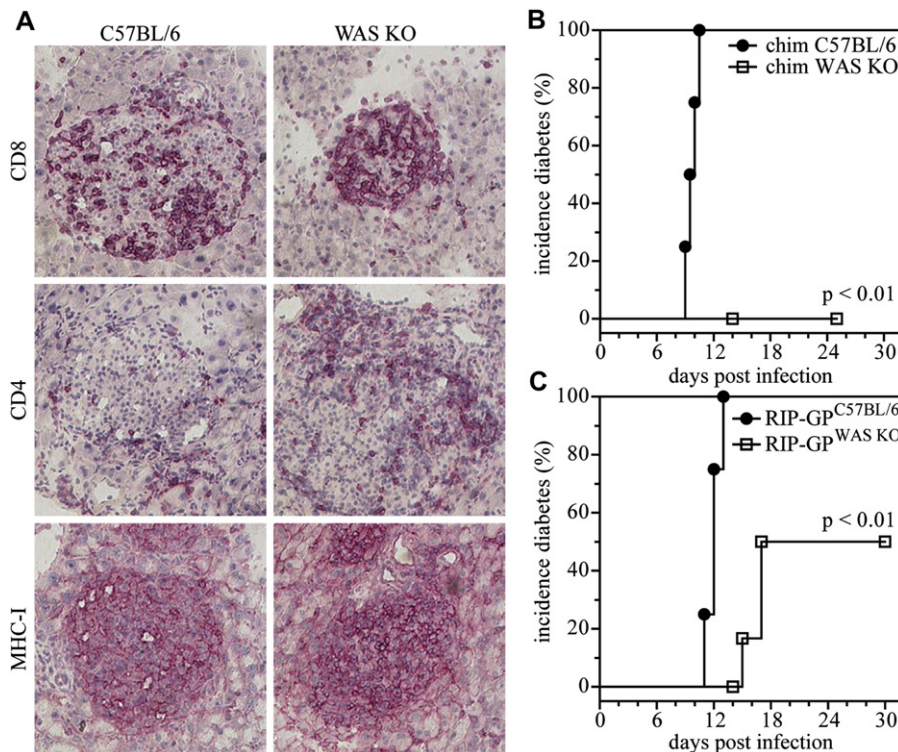 A
C57BL/6
WAS KO
CD8
CD4
MHC-I
B
100
80
60
40
20
0
incidence diabetes (%)
chim C57BL/6
chim WAS KO
p < 0.01
0 6 12 18 24 30
days post infection
C
100
80
60
40
20
0
incidence diabetes (%)
RIP-GP C57BL/6
RIP-GP WAS KO
p < 0.01
0 6 12 18 24 30
days post infection